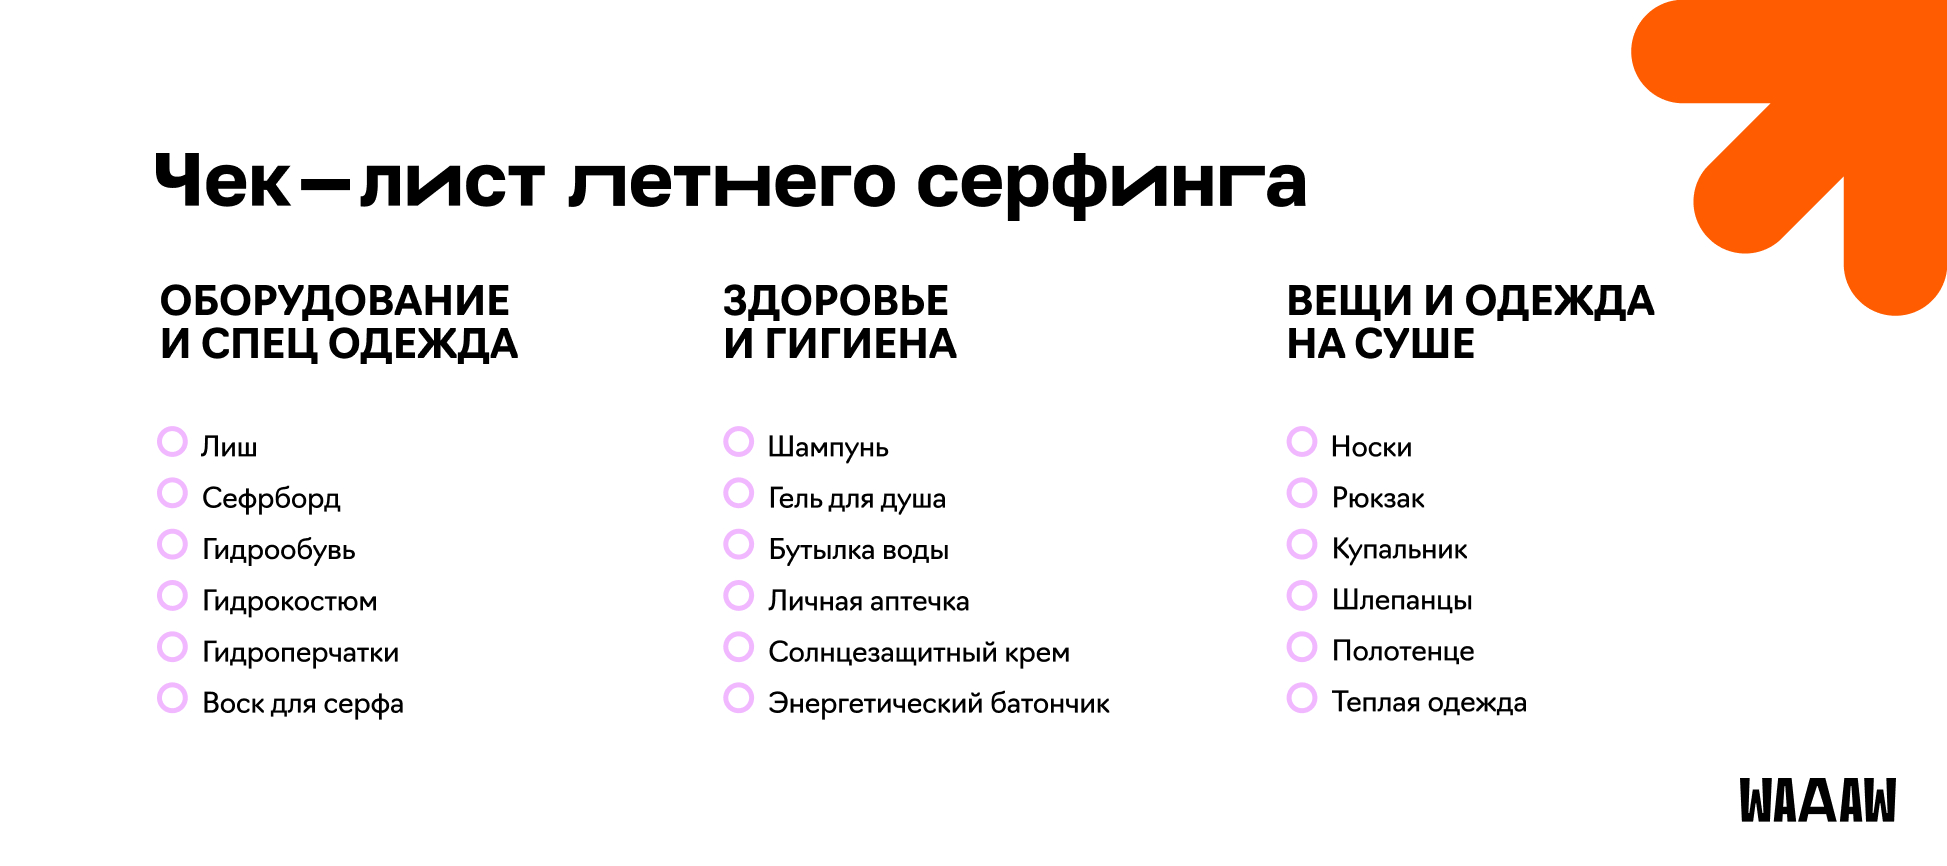 Чек–лист летнего серфинга
ОБОРУДОВАНИЕ
И СПЕЦ ОДЕЖДА
Лиш
Сефрборд
Гидрообувь
Гидрокостюм
Гидроперчатки
Воск для серфа
ЗДОРОВЬЕ
И ГИГИЕНА
Шампунь
Гель для душа
Бутылка воды
Личная аптечка
Солнцезащитный крем
Энергетический батончик
ВЕЩИ И ОДЕЖДА
НА СУШЕ
Носки
Рюкзак
Купальник
Шлепанцы
Полотенце
Теплая одежда
WAAAW